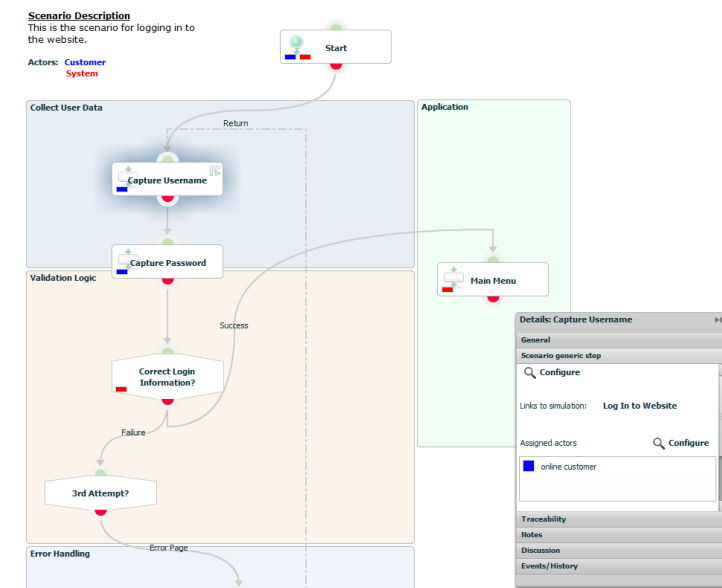 Scenario Description
This is the scenario for logging in to
the website.
Actors: Customer
System
Start
Collect User Data
Application
Return
Capture Username
Capture Password
Validation Logic
Main Menu
Success
Correct Login
Information?
Failure
3rd Attempt?
Error Page
Error Handling
Details: Capture Username
General
Scenario generic step
Configure
Links to simulation: Log In to Website
Assigned actors Configure
online customer
Traceability
Notes
Discussion
Events/History